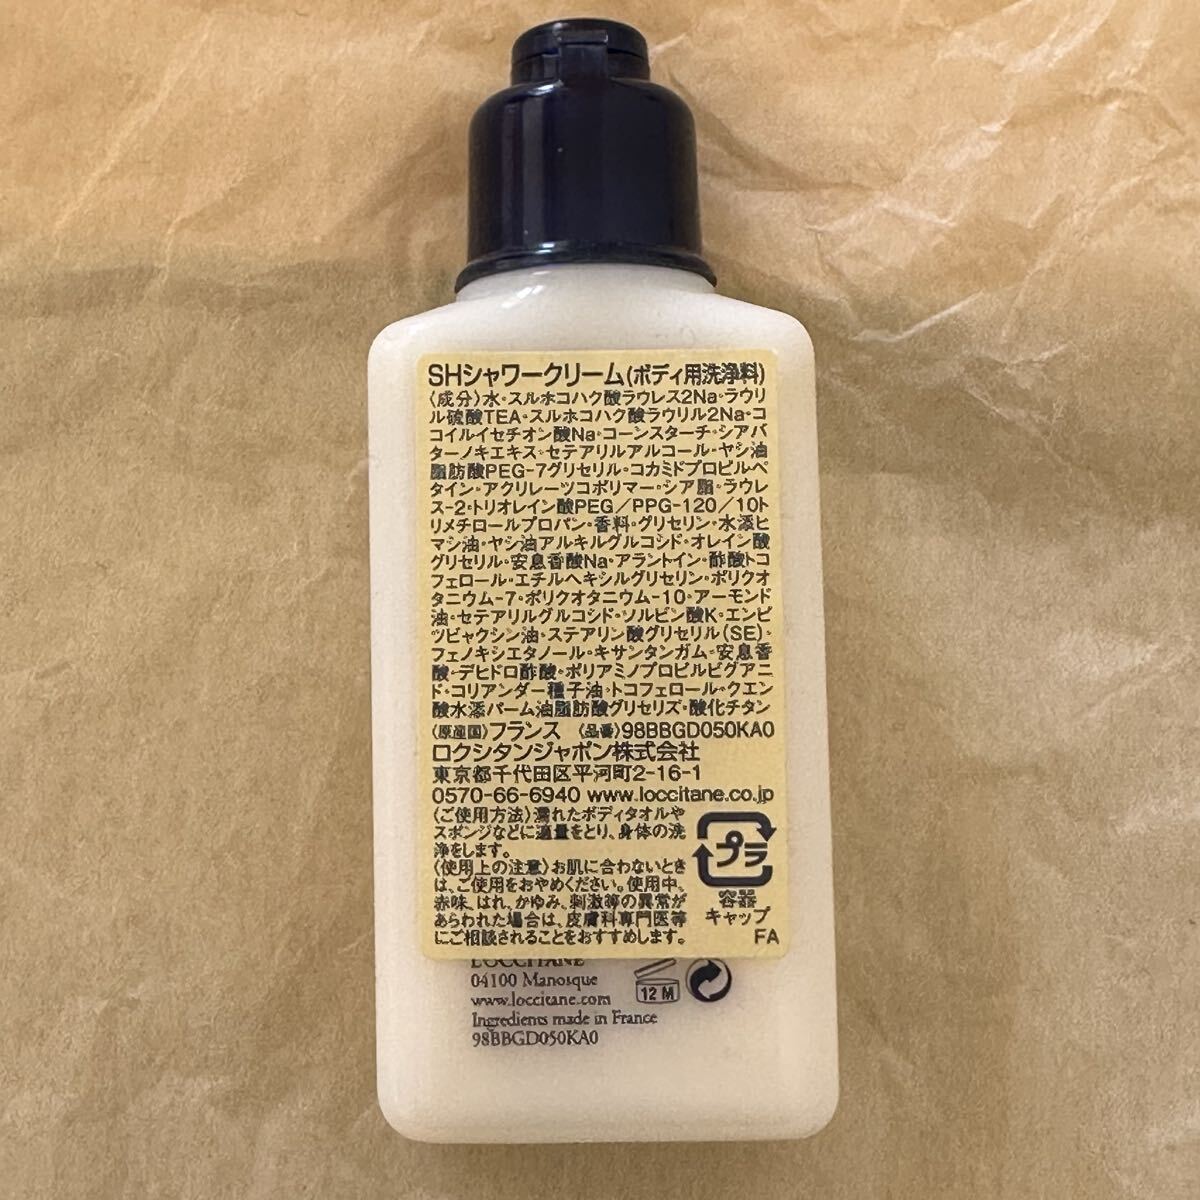 SHシャワークリーム(ボディ用洗浄料)
〈成分〉水・スルホコハク酸ラウレス2Na・ラウリ
ル硫酸TEA・スルホコハク酸ラウリル2Na・コ
コイルイセチオン酸Na・コーンスターチ・シアバ
ターノキエキス・セテアリルアルコール・ヤシ油
脂肪酸PEG-7グリセリル・コカミドプロピルベ
タイン・アクリレーツコポリマー・シア脂・ラウレ
ス-2・トリオレイン酸PEG/PPG-120/10ト
リメチロールプロパン・香料・グリセリン・水添ヒ
マシ油・ヤシ油アルキルグルコシド・オレイン酸
グリセリル・安息香酸Na・アラントイン・酢酸トコ
フェロール・エチルヘキシルグリセリン・ポリクオ
タニウム-7・ポリクオタニウム-10・アーモンド
油・セテアリルグルコシド・ソルビン酸K・エンピ
ツビャクシン油・ステアリン酸グリセリル(SE)・
フェノキシエタノール・キサンタンガム・安息香
酸・デヒドロ酢酸・ポリアミノプロピルビグアニ
ド・コリアンダー種子油・トコフェロール・クエン
酸水添パーム油脂肪酸グリセリズ・酸化チタン
〈原産国〉フランス 〈品番〉98BBGD050KA0
ロクシタンジャポン株式会社
東京都千代田区平河町2-16-1
0570-66-6940 www.loccitane.co.jp
〈ご使用方法〉濡れたボディタオルや
スポンジなどに適量をとり、身体の洗
浄をします。
〈使用上の注意〉お肌に合わないとき
は、ご使用をおやめください。使用中、
赤味、はれ、かゆみ、刺激等の異常が
あらわれた場合は、皮膚科専門医等
にご相談されることをおすすめします。
プラ
容器
キャップ
FA
L'OCCITANE
04100 Manosque
www.loccitane.com
Ingredients made in France
98BBGD050KA0
12 M